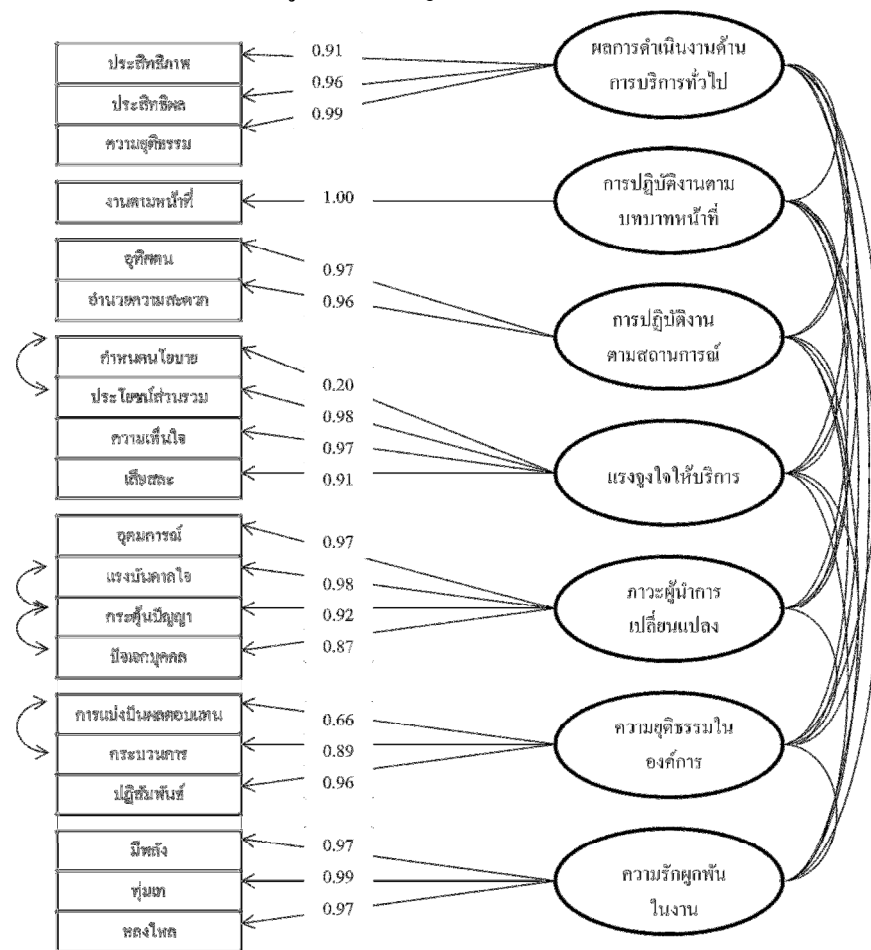 ประสิทธิภาพ
ประสิทธิผล
ความยุติธรรม
0.91
0.96
0.99
ผลการดำเนินงานด้าน
การบริการทั่วไป
งานตามหน้าที่
1.00
การปฏิบัติงานตาม
บทบาทหน้าที่
อุทิศตน
อำนวยความสะดวก
0.97
0.96
การปฏิบัติงาน
ตามสถานการณ์
กำหนดนโยบาย
ประโยชน์ส่วนรวม
ความเห็นใจ
เสียสละ
0.20
0.98
0.97
0.91
แรงจูงใจให้บริการ
อุดมการณ์
แรงบันดาลใจ
กระตุ้นปัญญา
ปัจเจกบุคคล
0.97
0.98
0.92
0.87
ภาวะผู้นำการ
เปลี่ยนแปลง
การแบ่งปันผลตอบแทน
กระบวนการ
ปฏิสัมพันธ์
0.66
0.89
0.96
ความยุติธรรมใน
องค์การ
มีพลัง
ทุ่มเท
หลงใหล
0.97
0.99
0.97
ความรักผูกพัน
ในงาน